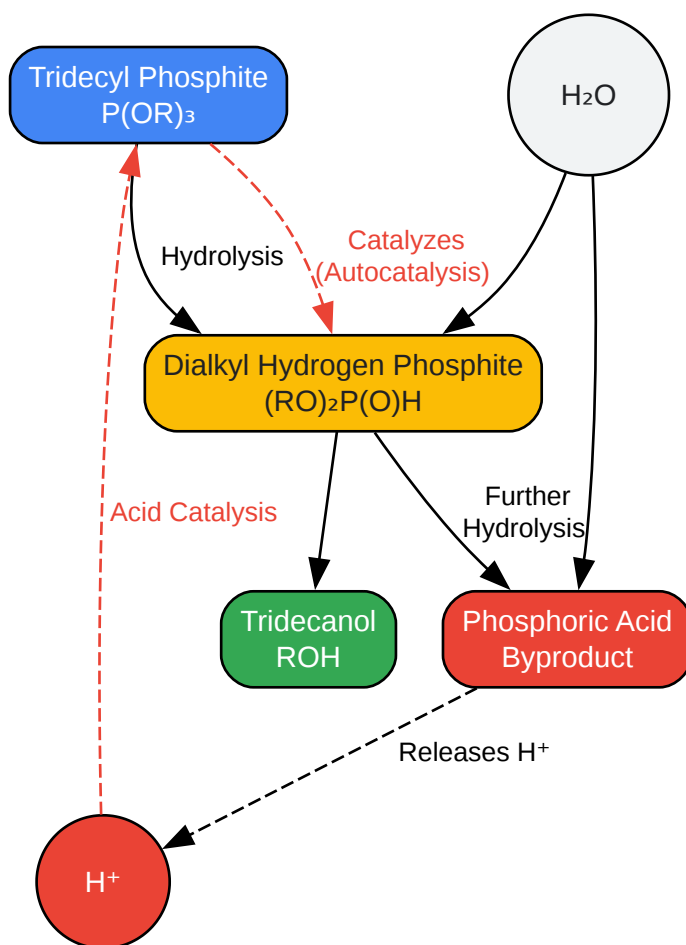 Tridecyl Phosphite
P(OR)₃
H₂O
Hydrolysis
Catalyzes
(Autocatalysis)
Dialkyl Hydrogen Phosphite
(RO)₂P(O)H
Acid Catalysis
Further
Hydrolysis
Tridecanol
ROH
Phosphoric Acid
Byproduct
Releases H⁺
H⁺